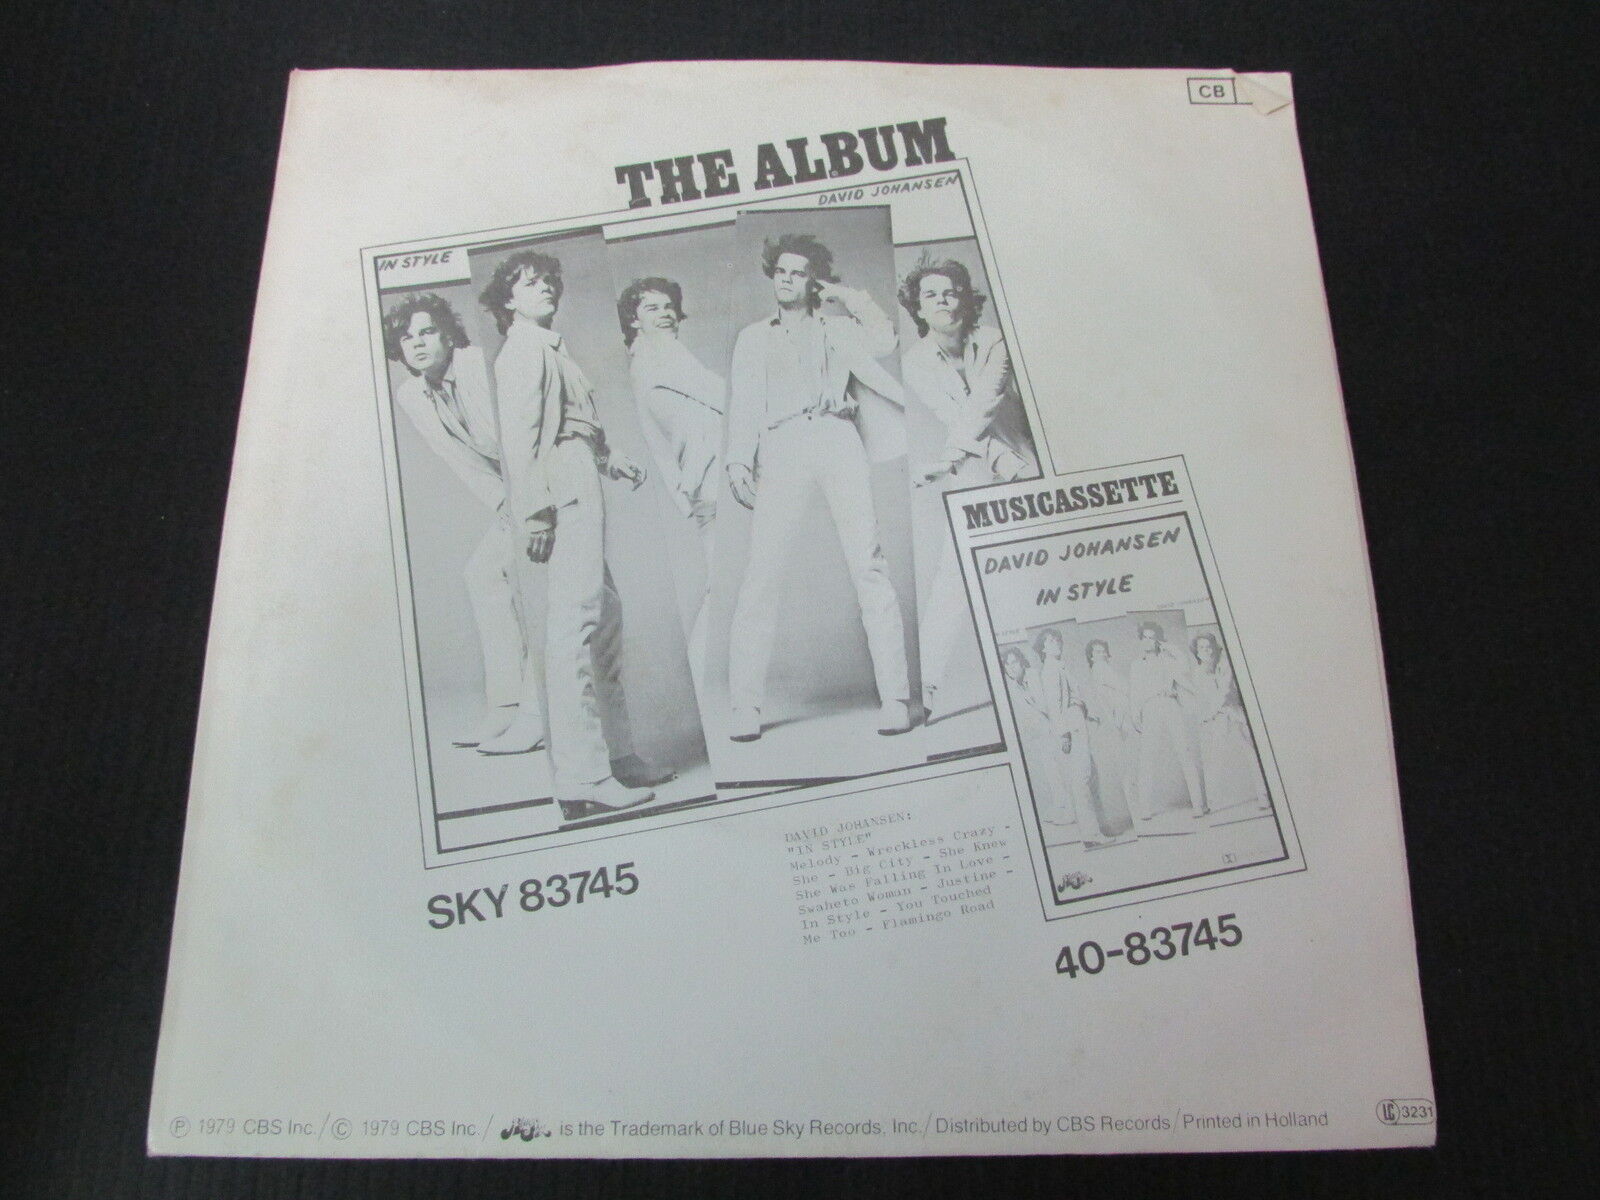 CB
THE ALBUM
DAVID JOHANSEN
IN STYLE
MUSICASSETTE
DAVID JOHANSEN
IN STYLE
DAVID JOHANSEN:
"IN STYLE"
Melody - Wreckless Crazy -
She - Big City - She Knew
She Was Falling In Love -
Swaheto Woman - Justine -
In Style - You Touched
Me Too - Flamingo Road
SKY 83745
40-83745
Ⓟ 1979 CBS Inc./© 1979 CBS Inc./ is the Trademark of Blue Sky Records, Inc./Distributed by CBS Records/Printed in Holland
LC 3231